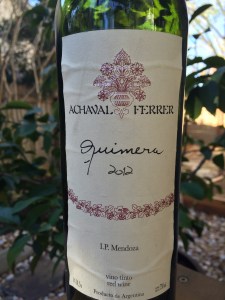 ACHAVAL FERRER
Quimera
2012
I.P. Mendoza
vino tinto
red wine
Producto de Argentina